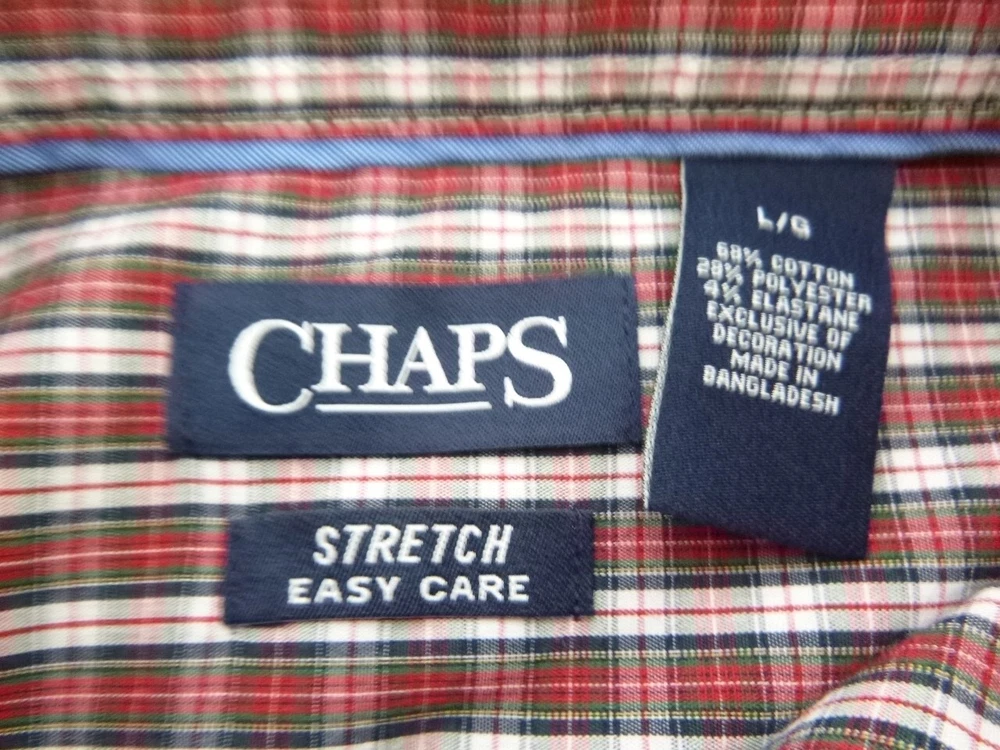 CHAPS
STRETCH
EASY CARE
L/G
68% COTTON
28% POLYESTER
4% ELASTANE
EXCLUSIVE OF
DECORATION
MADE IN
BANGLADESH